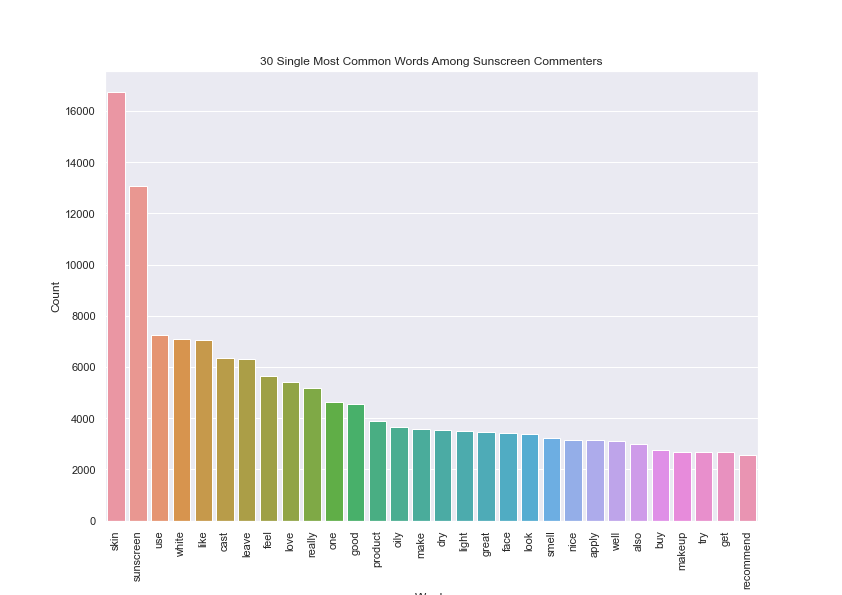 30 Single Most Common Words Among Sunscreen Commenters
Count
16000
14000
12000
10000
8000
6000
4000
2000
0
skin
sunscreen
use
white
like
cast
leave
feel
love
really
one
good
product
oily
make
dry
light
great
face
look
smell
nice
apply
well
also
buy
makeup
try
get
recommend